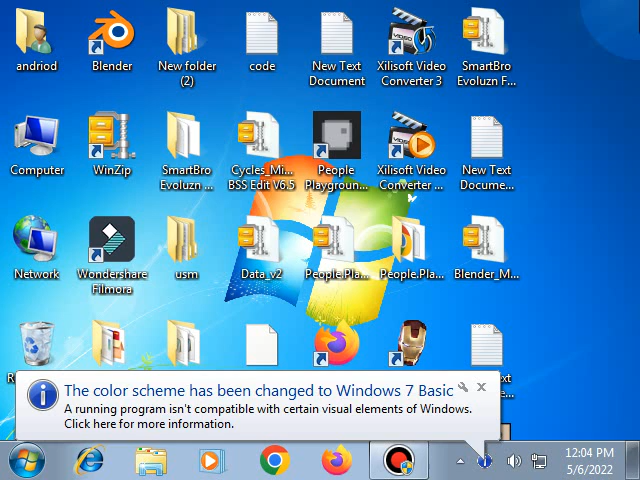 andriod
Blender
New folder
(2)
code
New Text
Document
Xilisoft Video
Converter 3
SmartBro
Evoluzn F...
Computer
WinZip
SmartBro
Evoluzn ...
Cycles_Mi...
BSS Edit V6.5
People
Playgroun...
Xilisoft Video
Converter ...
New Text
Docume...
Network
Wondershare
Filmora
usm
Data_v2
People.Pla...
People.Pla...
Blender_M...
The color scheme has been changed to Windows 7 Basic
A running program isn't compatible with certain visual elements of Windows.
Click here for more information.
12:04 PM
5/6/2022